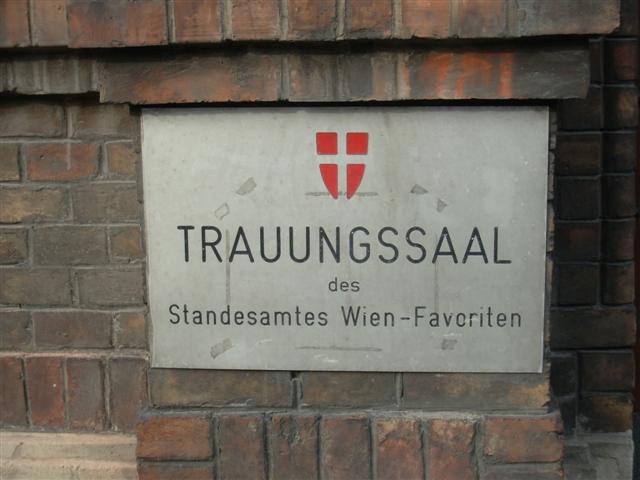 TRAUUNGSSAAL
des
Standesamtes Wien-Favoriten